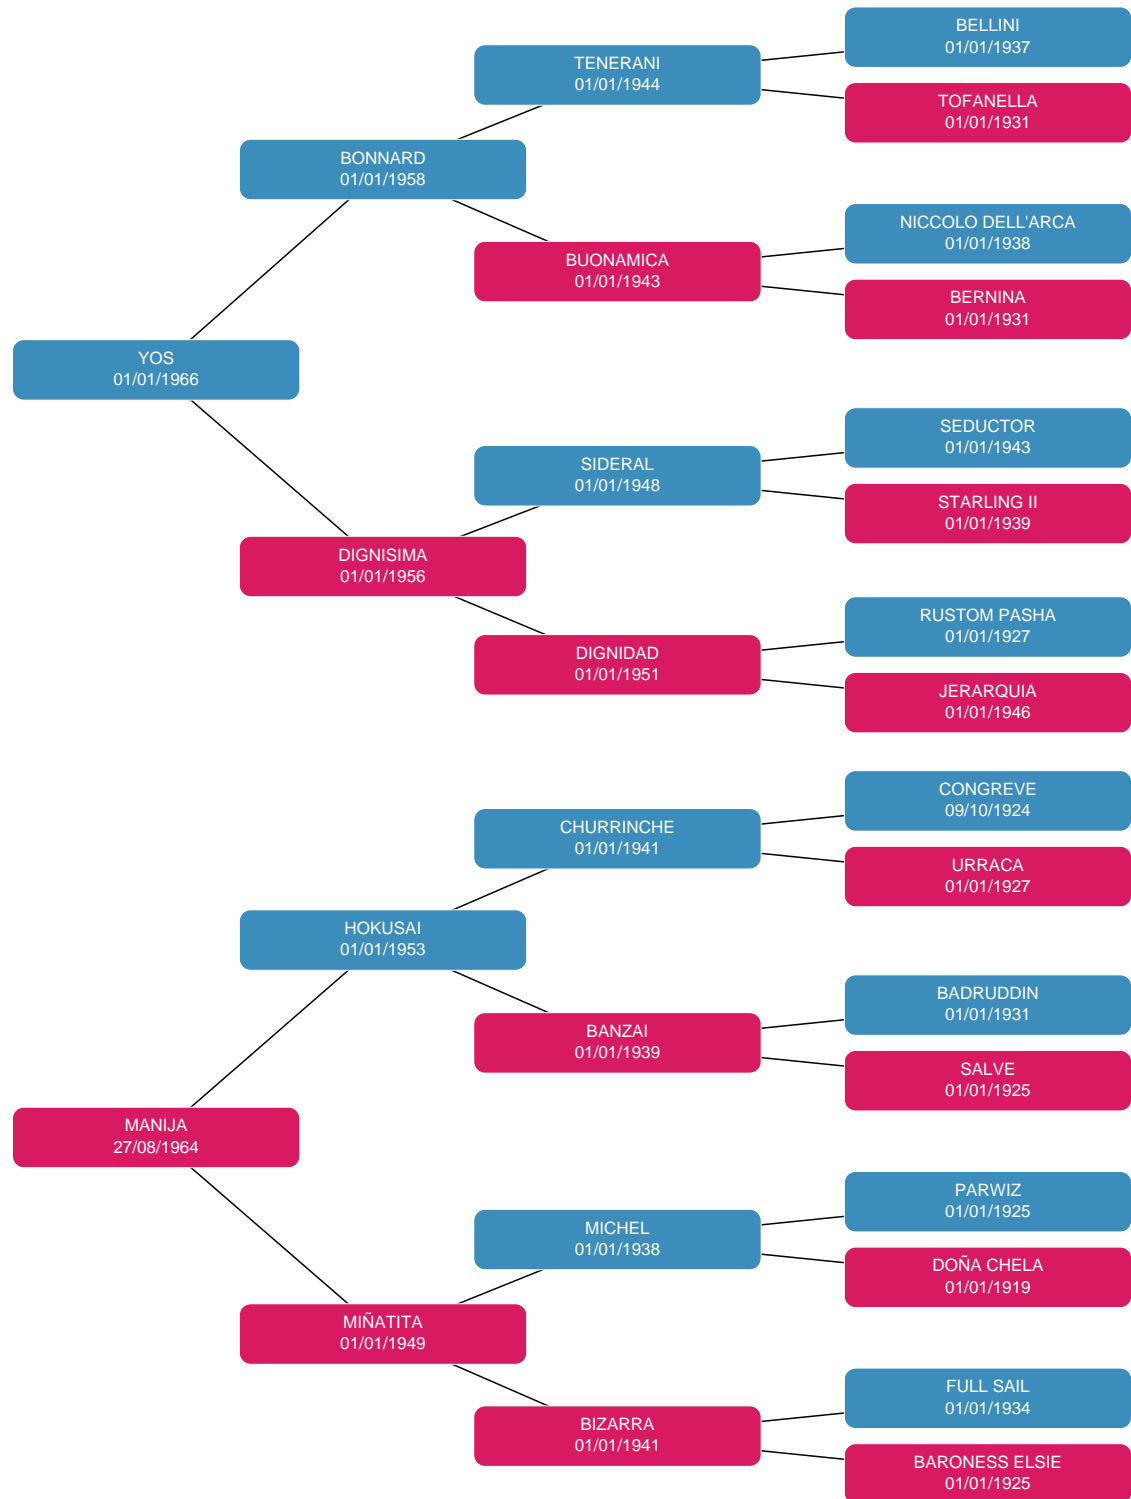 BELLINI
01/01/1937
TENERANI
01/01/1944
TOFANELLA
01/01/1931
BONNARD
01/01/1958
NICCOLO DELL'ARCA
01/01/1938
BUONAMICA
01/01/1943
BERNINA
01/01/1931
YOS
01/01/1966
SEDUCTOR
01/01/1943
SIDERAL
01/01/1948
STARLING II
01/01/1939
DIGNISIMA
01/01/1956
RUSTOM PASHA
01/01/1927
DIGNIDAD
01/01/1951
JERARQUIA
01/01/1946
CONGREVE
09/10/1924
CHURRINCHE
01/01/1941
URRACA
01/01/1927
HOKUSAI
01/01/1953
BADRUDDIN
01/01/1931
BANZAI
01/01/1939
SALVE
01/01/1925
MANIJA
27/08/1964
PARWIZ
01/01/1925
MICHEL
01/01/1938
DOÑA CHELA
01/01/1919
MIÑATITA
01/01/1949
FULL SAIL
01/01/1934
BIZARRA
01/01/1941
BARONESS ELSIE
01/01/1925